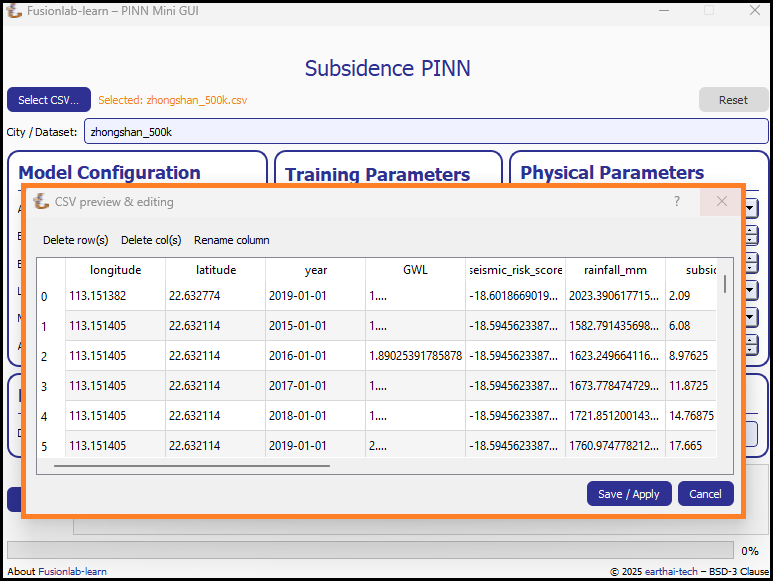 Fusionlab-learn – PINN Mini GUI
Subsidence PINN
Select CSV... Selected: zhongshan_500k.csv Reset
City / Dataset: zhongshan_500k
Model Configuration Training Parameters Physical Parameters
CSV preview & editing ?
Delete row(s) Delete col(s) Rename column
longitude latitude year GWL seismic_risk_score rainfall_mm subsid
0 113.151382 22.632774 2019-01-01 1.... -18.6018669019... 2023.390617715... 2.09
1 113.151405 22.632114 2015-01-01 1.... -18.5945623387... 1582.791435698... 6.08
2 113.151405 22.632114 2016-01-01 1.89025391785878 -18.5945623387... 1623.249664116... 8.97625
3 113.151405 22.632114 2017-01-01 1.... -18.5945623387... 1673.778474729... 11.8725
4 113.151405 22.632114 2018-01-01 1.... -18.5945623387... 1721.851200143... 14.76875
5 113.151405 22.632114 2019-01-01 2.... -18.5945623387... 1760.974778212... 17.665
Save / Apply Cancel
0%
About Fusionlab-learn © 2025 earthai-tech – BSD-3 Clause